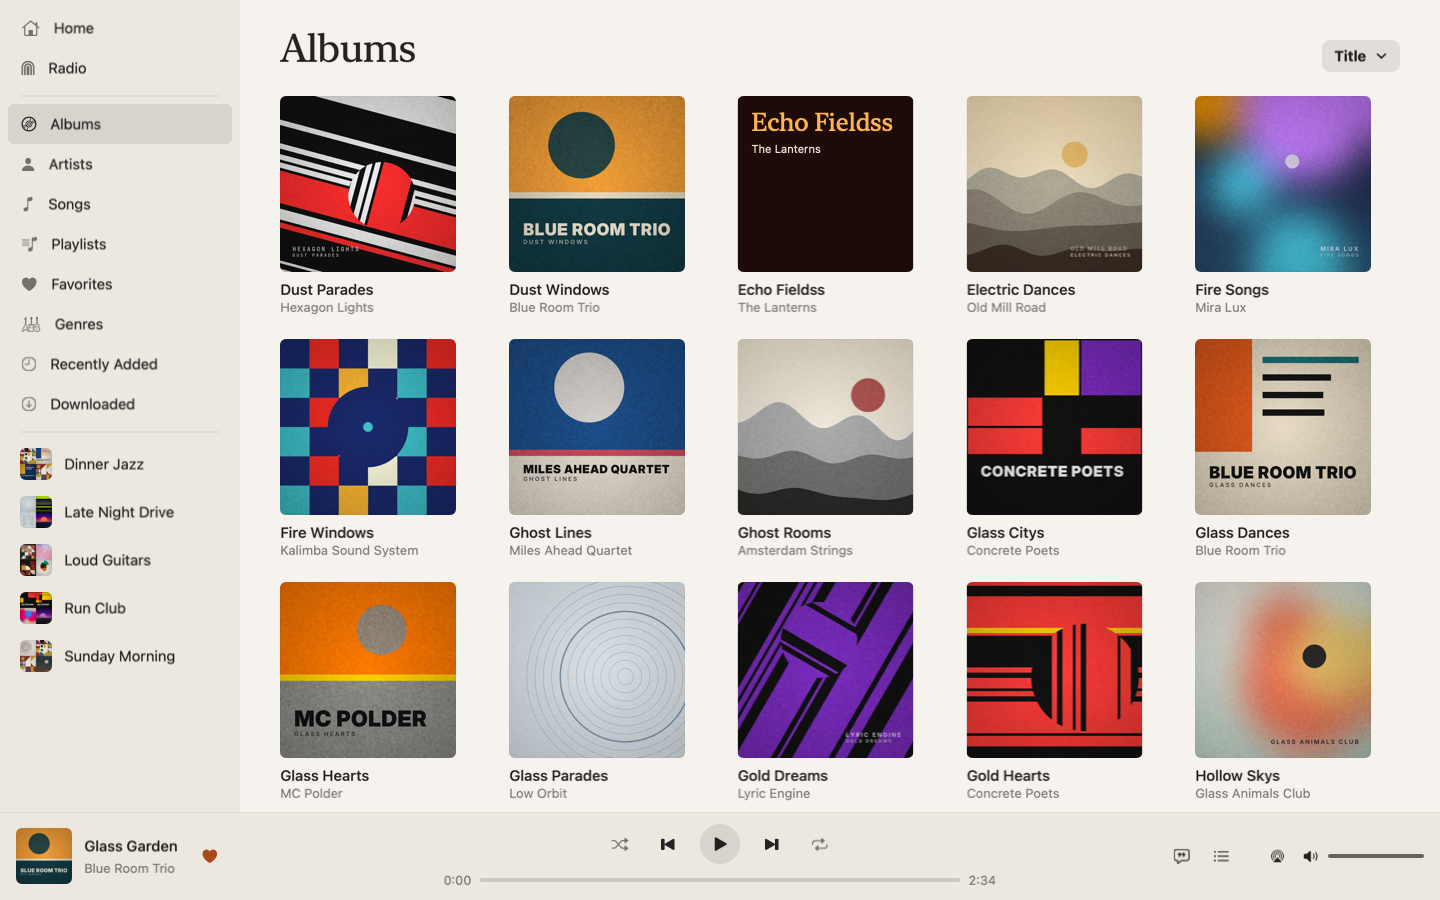 Home
Radio
Albums
Artists
Songs
Playlists
Favorites
Genres
Recently Added
Downloaded
Dinner Jazz
Late Night Drive
Loud Guitars
Run Club
Sunday Morning
Albums
Title
HEXAGON LIGHTS
DUST PARADES
Dust Parades
Hexagon Lights
BLUE ROOM TRIO
DUST WINDOWS
Dust Windows
Blue Room Trio
Echo Fieldss
The Lanterns
Echo Fieldss
The Lanterns
OLD MILL ROAD
ELECTRIC DANCES
Electric Dances
Old Mill Road
MIRA LUX
FIRE SONGS
Fire Songs
Mira Lux
Fire Windows
Kalimba Sound System
MILES AHEAD QUARTET
GHOST LINES
Ghost Lines
Miles Ahead Quartet
Ghost Rooms
Amsterdam Strings
CONCRETE POETS
Glass Citys
Concrete Poets
BLUE ROOM TRIO
GLASS DANCES
Glass Dances
Blue Room Trio
MC POLDER
GLASS HEARTS
Glass Hearts
MC Polder
Glass Parades
Low Orbit
LYRIC ENGINE
GOLD DREAMS
Gold Dreams
Lyric Engine
Gold Hearts
Concrete Poets
GLASS ANIMALS CLUB
Hollow Skys
Glass Animals Club
BLUE ROOM TRIO
Glass Garden
Blue Room Trio
0:00
2:34